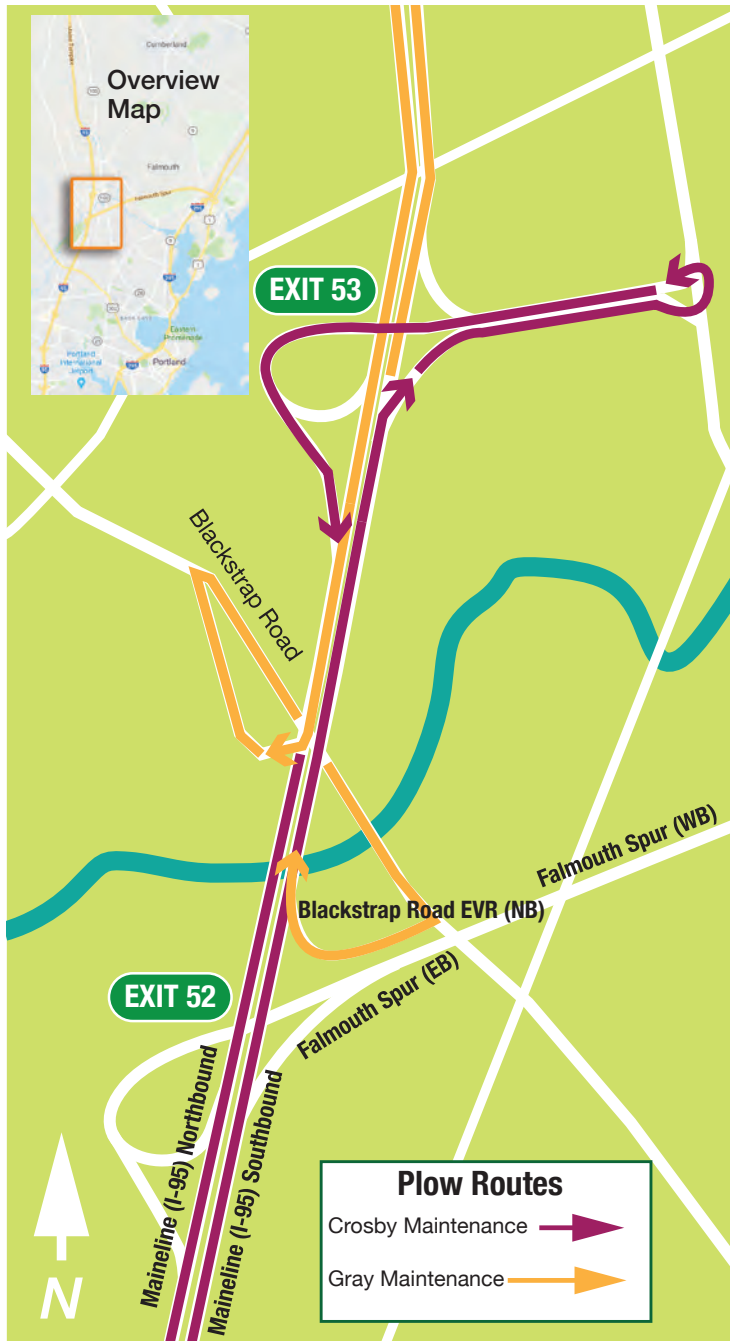 Overview
Map
Cumberland
Falmouth
Falmouth Spur
Eastern
Promenade
Portland
Portland
International
Airport
EXIT 53
Blackstrap Road
Falmouth Spur (WB)
Blackstrap Road EVR (NB)
Falmouth Spur (EB)
EXIT 52
Maineline (I-95) Northbound
Maineline (I-95) Southbound
N
Plow Routes
Crosby Maintenance
Gray Maintenance